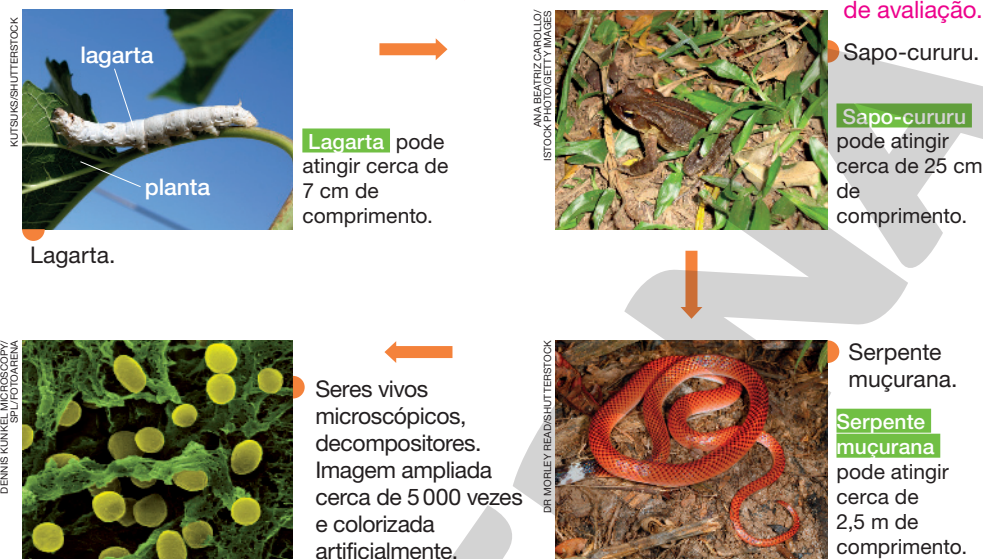 KUTSUKS/SHUTTERSTOCK
lagarta
planta
Lagarta pode
atingir cerca de
7 cm de
comprimento.
Lagarta.
de avaliação.
ANA BEATRIZ CAROLLO/
ISTOCK PHOTO/GETTY IMAGES
Sapo-cururu.
Sapo-cururu
pode atingir
cerca de 25 cm
de
comprimento.
DR MORLEY READ/SHUTTERSTOCK
Serpente
muçurana.
Serpente
muçurana
pode atingir
cerca de
2,5 m de
comprimento.
DENNIS KUNKEL MICROSCOPY/
SPL/FOTOARENA
Seres vivos
microscópicos,
decompositores.
Imagem ampliada
cerca de 5 000 vezes
e colorizada
artificialmente.